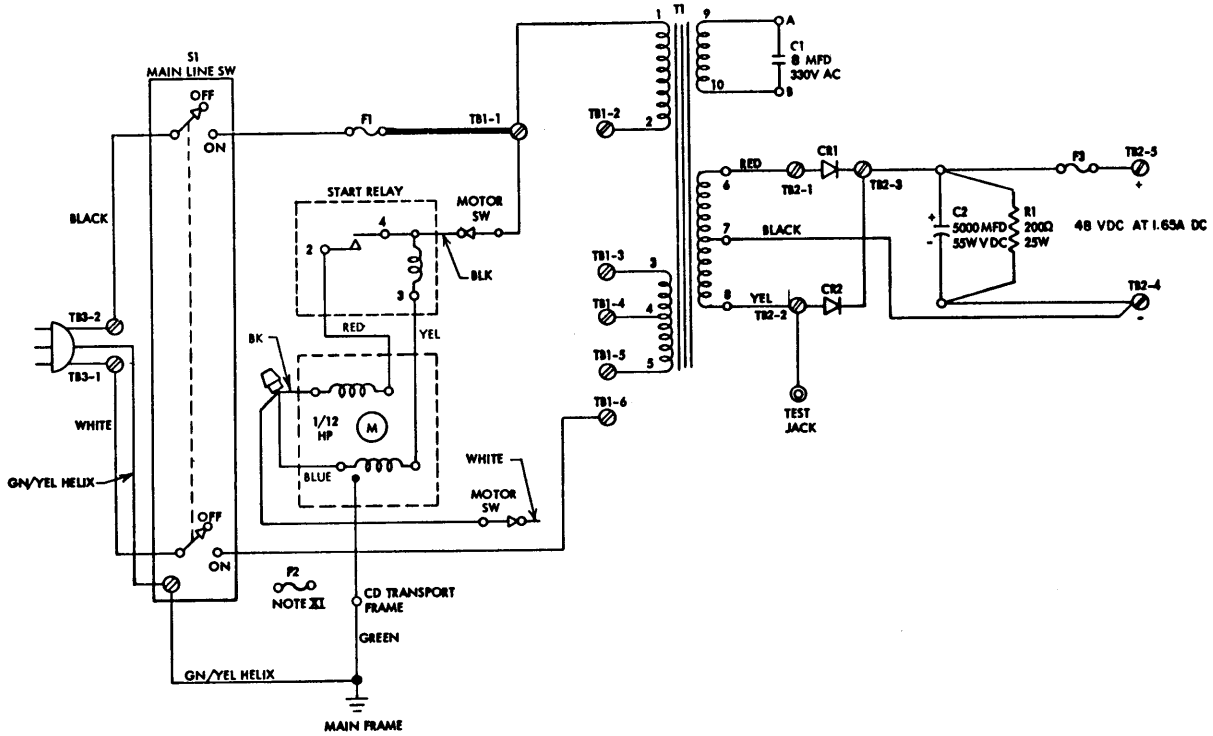 S1
MAIN LINE SW
OFF
ON
F1
TB1-1
1
T1
9
A
C1
8 MFD
330V AC
10
B
TB1-2
2
BLACK
START RELAY
4
2
3
MOTOR
SW
BLK
RED
YEL
RED
6
TB2-1
CR1
TB2-3
F3
TB2-5
+
+
-
C2
5000 MFD
55W V DC
R1
200Ω
25W
48 VDC AT 1.65A DC
7
BLACK
TB1-3
3
TB1-4
4
TB1-5
5
8
YEL
TB2-2
CR2
TB2-4
-
TEST
JACK
TB1-6
TB3-2
TB3-1
BK
1/12
HP
M
BLUE
WHITE
GN/YEL HELIX
WHITE
MOTOR
SW
OFF
ON
F2
NOTE XI
CD TRANSPORT
FRAME
GREEN
GN/YEL HELIX
MAIN FRAME